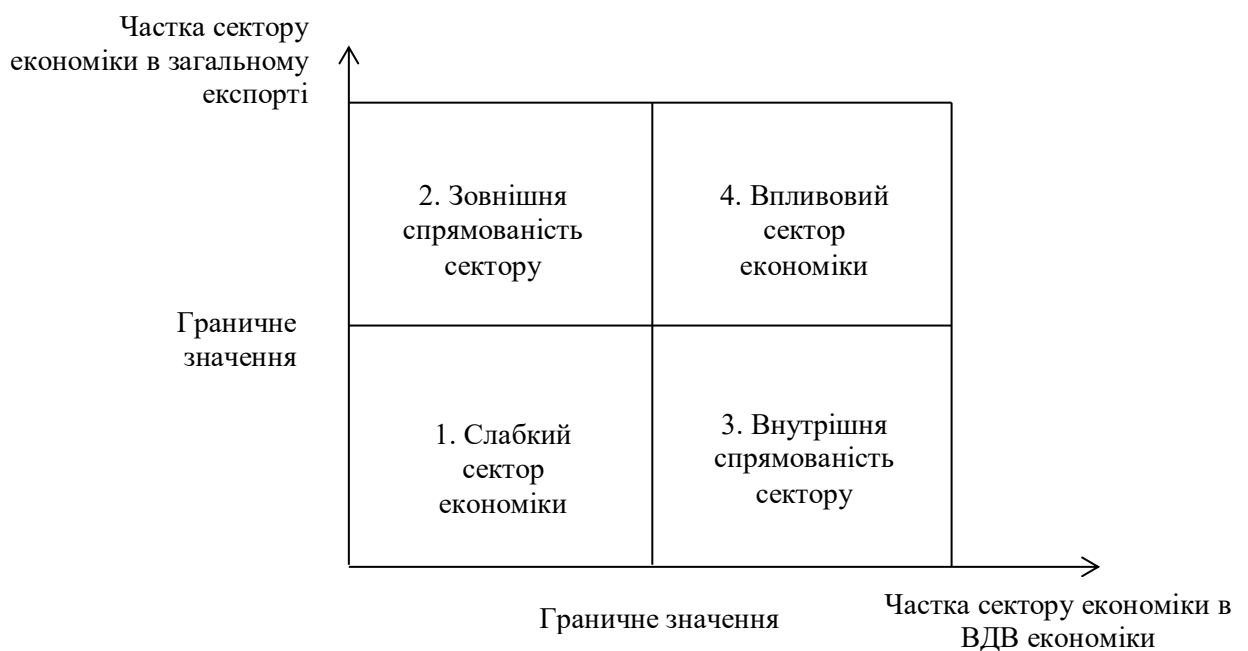 Частка сектору
економіки в загальному
експорті
2. Зовнішня
спрямованість
сектору
4. Впливовий
сектор
економіки
Граничне
значення
1. Слабкий
сектор
економіки
3. Внутрішня
спрямованість
сектору
Граничне значення
Частка сектору економіки в
ВДВ економіки